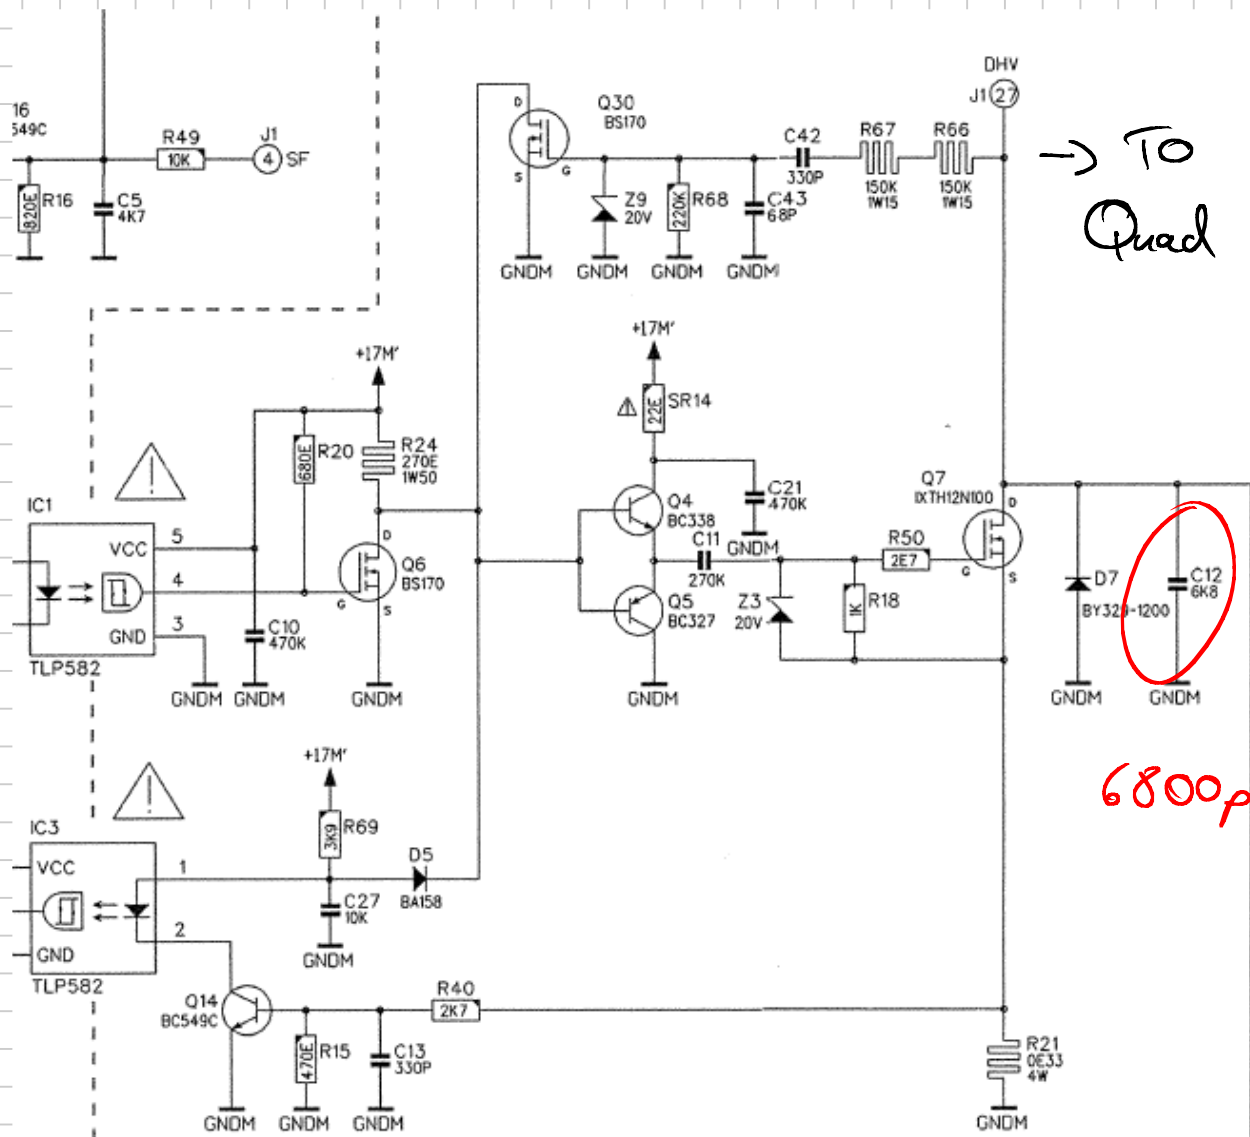 DHV
J1 27
16
549C
R49
10K
J1
4 SF
R16
820E
C5
4K7
D
S
G
Q30
BS170
GNDM
Z9
20V
GNDM
R68
220K
GNDM
C43
68P
GNDM
C42
330P
R67
150K
1W15
R66
150K
1W15
→ To
Quad
+17M'
R20
680E
R24
270E
1W50
IC1
VCC
GND
5
4
3
TLP582
GNDM
C10
470K
GNDM
D
G
S
Q6
BS170
GNDM
+17M'
SR14
22E
Q4
BC338
C21
470K
GNDM
C11
270K
Q5
BC327
GNDM
Z3
20V
R18
1K
R50
2E7
Q7
IXTH12N100
D
G
S
D7
BY329-1200
GNDM
C12
6K8
GNDM
6800p
+17M'
R69
3K9
IC3
VCC
GND
1
2
TLP582
C27
10K
GNDM
D5
BA158
Q14
BC549C
GNDM
R15
470E
GNDM
C13
330P
GNDM
R40
2K7
R21
0E33
4W
GNDM